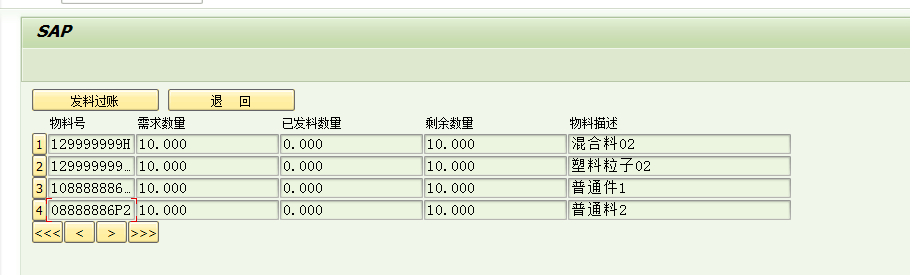 SAP
发料过账 退 回
物料号 需求数量 已发料数量 剩余数量 物料描述
1 129999999H 10.000 0.000 10.000 混合料02
2 129999999… 10.000 0.000 10.000 塑料粒子02
3 108888886… 10.000 0.000 10.000 普通件1
4 08888886P2 10.000 0.000 10.000 普通料2
<<< < > >>>